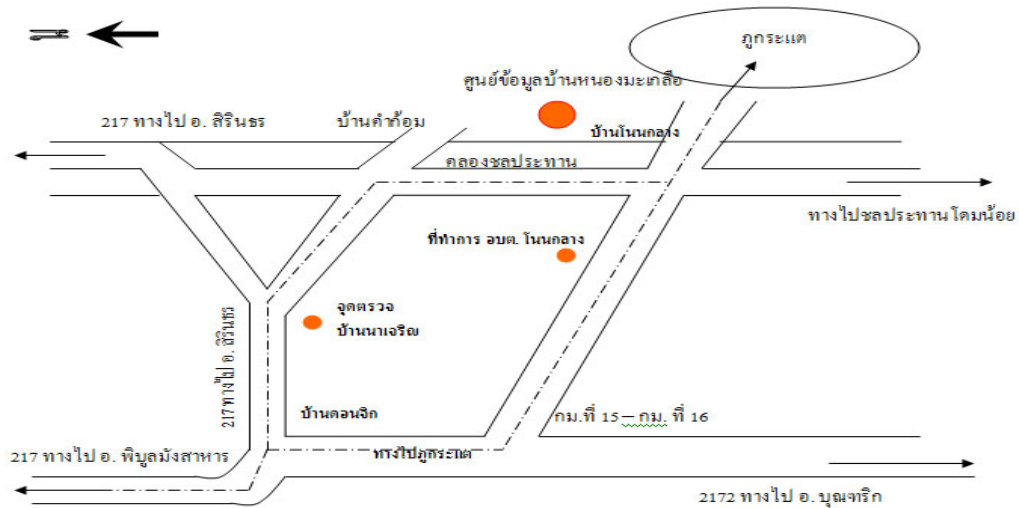 ภูกระแต
ศูนย์ข้อมูลบ้านหนองมะเกลือ
217 ทางไป อ. สิรินธร
บ้านคำก้อม
บ้านโนนกลาง
คลองชลประทาน
ทางไปชลประทานโดมน้อย
ที่ทำการ อบต. โนนกลาง
จุดตรวจ
บ้านนาเจริญ
217 ทางไป อ. สิรินธร
บ้านดอนจิก
กม.ที่ 15 – กม. ที่ 16
217 ทางไป อ. พิบูลมังสาหาร
ทางไปภูกระแต
2172 ทางไป อ. บุณฑริก